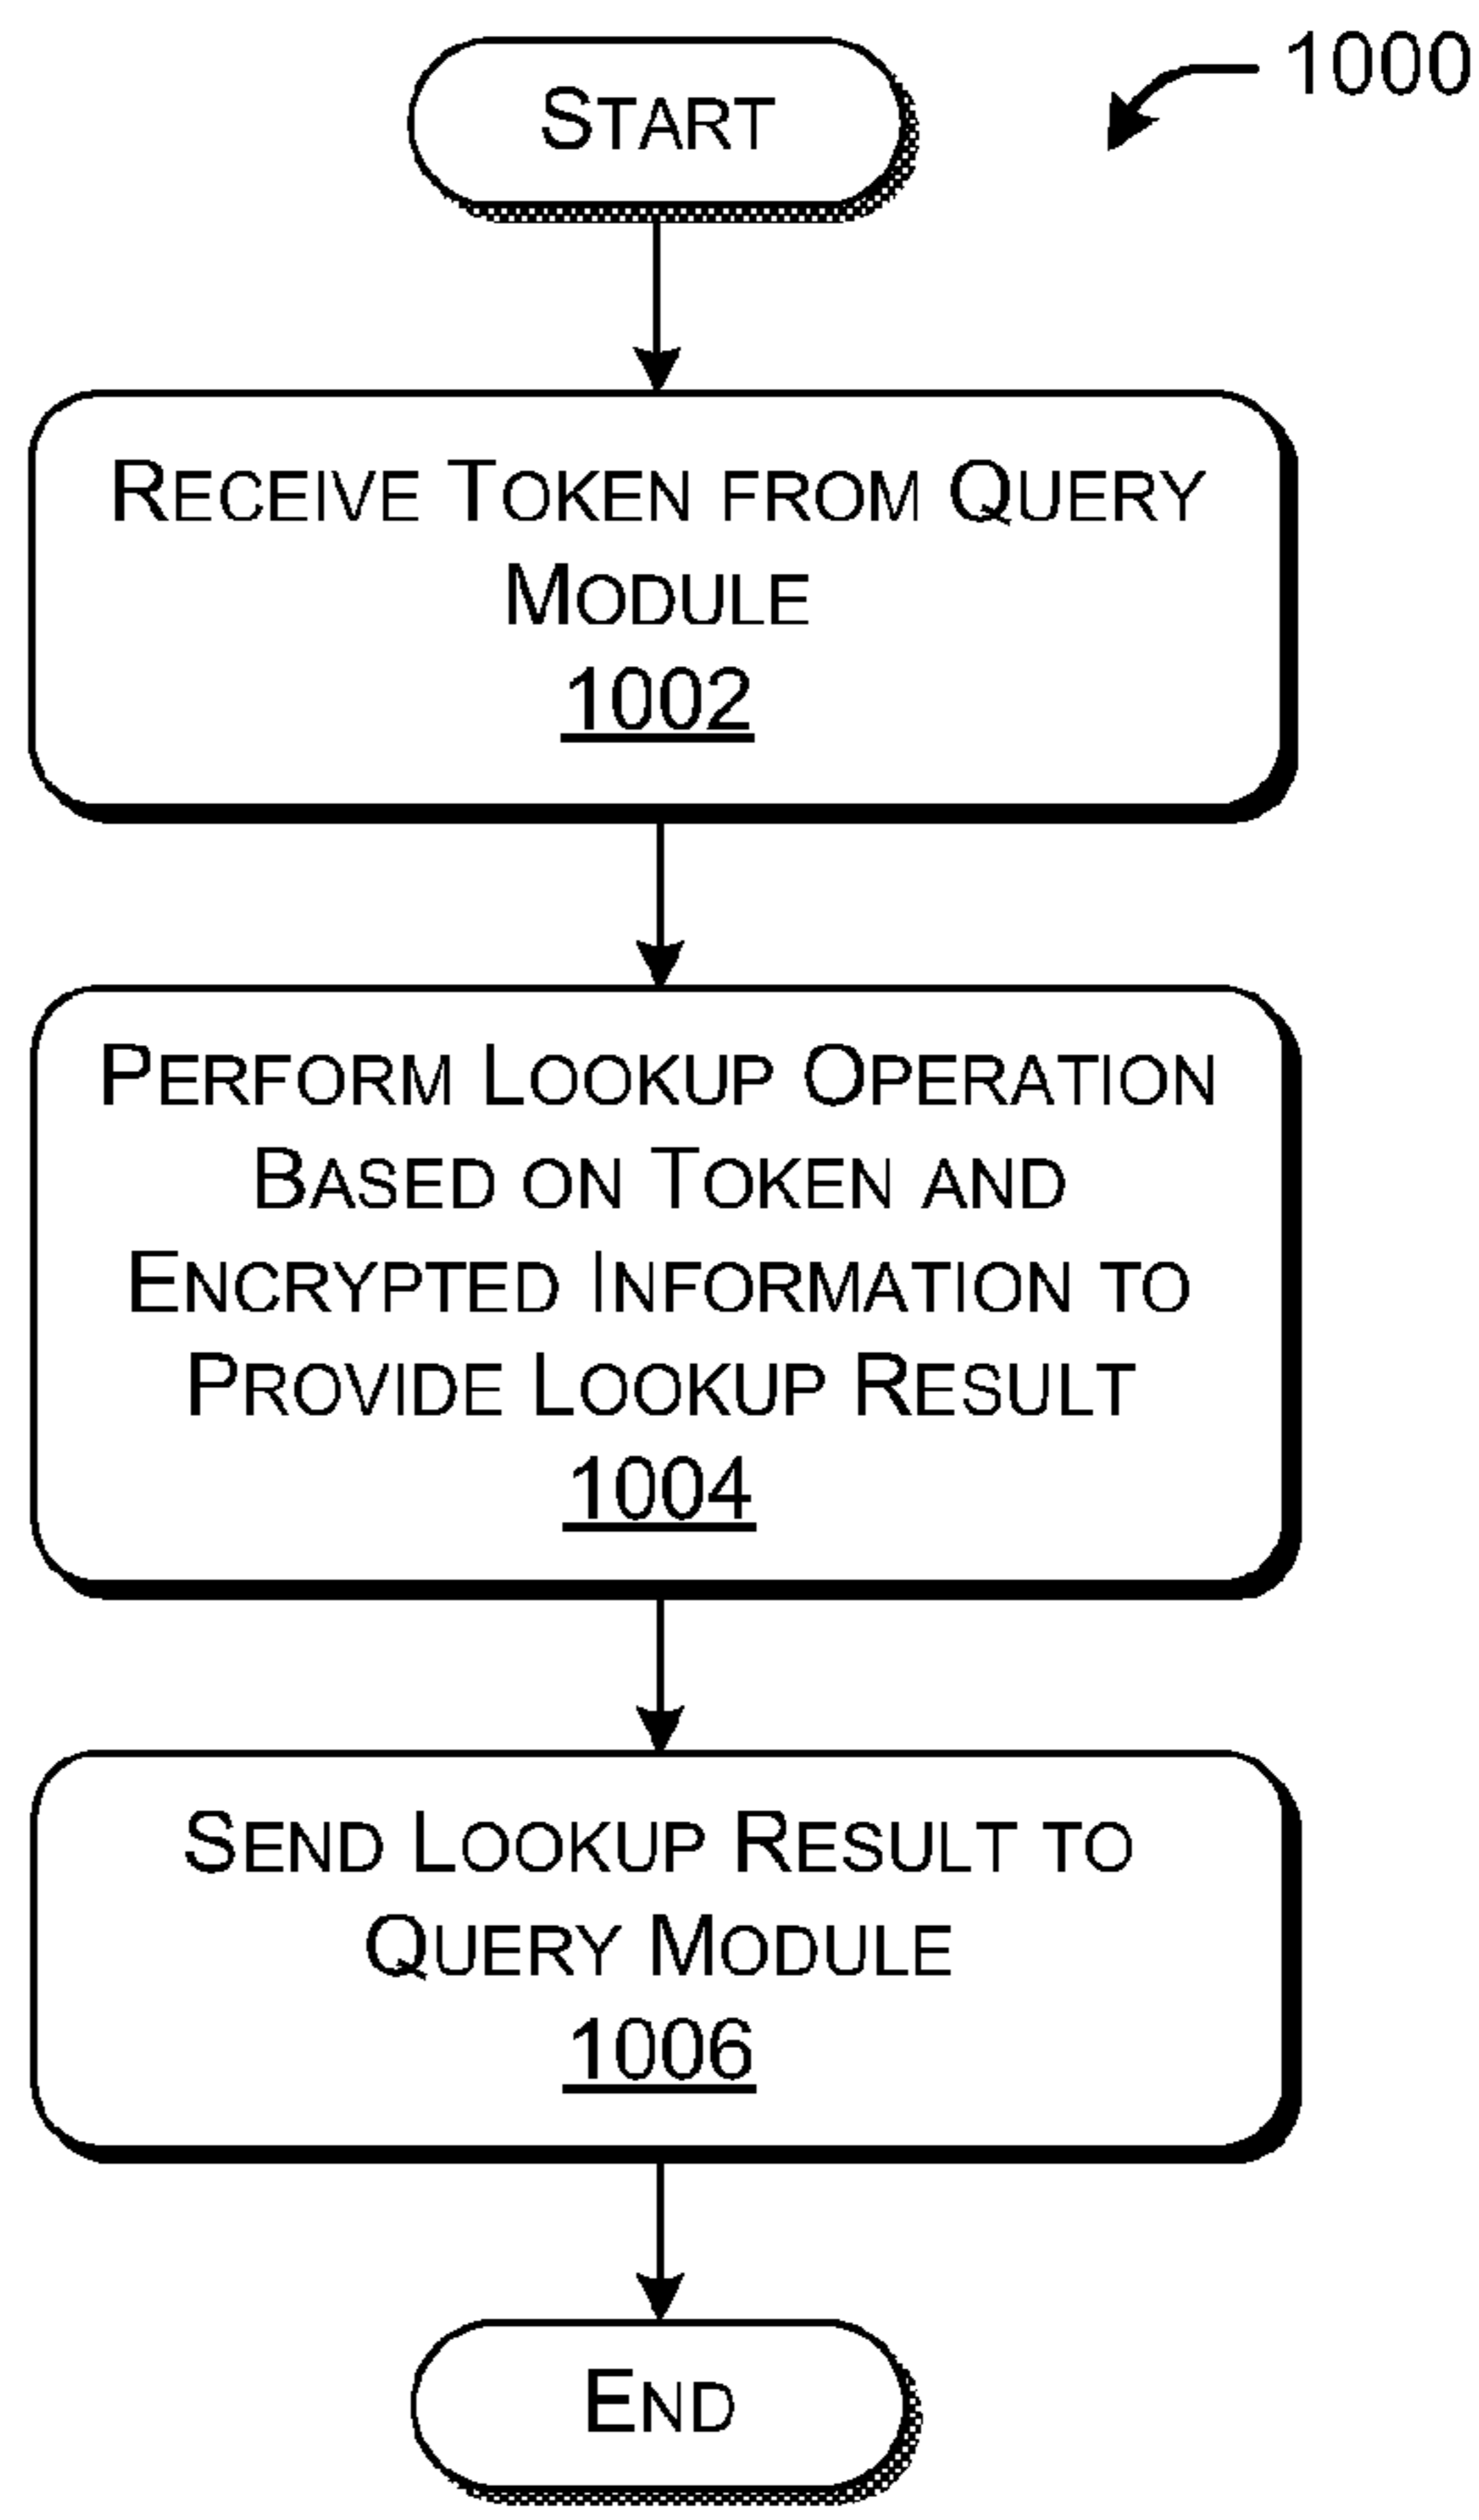 START
1000
RECEIVE TOKEN FROM QUERY
MODULE
1002
PERFORM LOOKUP OPERATION
BASED ON TOKEN AND
ENCRYPTED INFORMATION TO
PROVIDE LOOKUP RESULT
1004
SEND LOOKUP RESULT TO
QUERY MODULE
1006
END